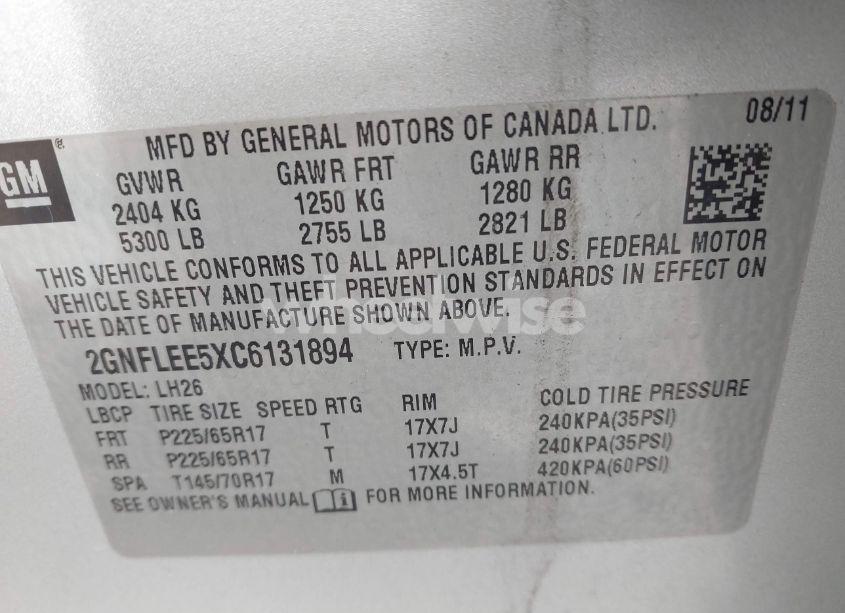 GM
MFD BY GENERAL MOTORS OF CANADA LTD. 08/11
GVWR GAWR FRT GAWR RR
2404 KG 1250 KG 1280 KG
5300 LB 2755 LB 2821 LB
THIS VEHICLE CONFORMS TO ALL APPLICABLE U.S. FEDERAL MOTOR
VEHICLE SAFETY AND THEFT PREVENTION STANDARDS IN EFFECT ON
THE DATE OF MANUFACTURE SHOWN ABOVE.
wheelwise
2GNFLEE5XC6131894 TYPE: M.P.V.
MODEL: LH26
LBCP TIRE SIZE SPEED RTG RIM COLD TIRE PRESSURE
FRT P225/65R17 T 17X7J 240KPA(35PSI)
RR P225/65R17 T 17X7J 240KPA(35PSI)
SPA T145/70R17 M 17X4.5T 420KPA(60PSI)
SEE OWNER'S MANUAL i FOR MORE INFORMATION.